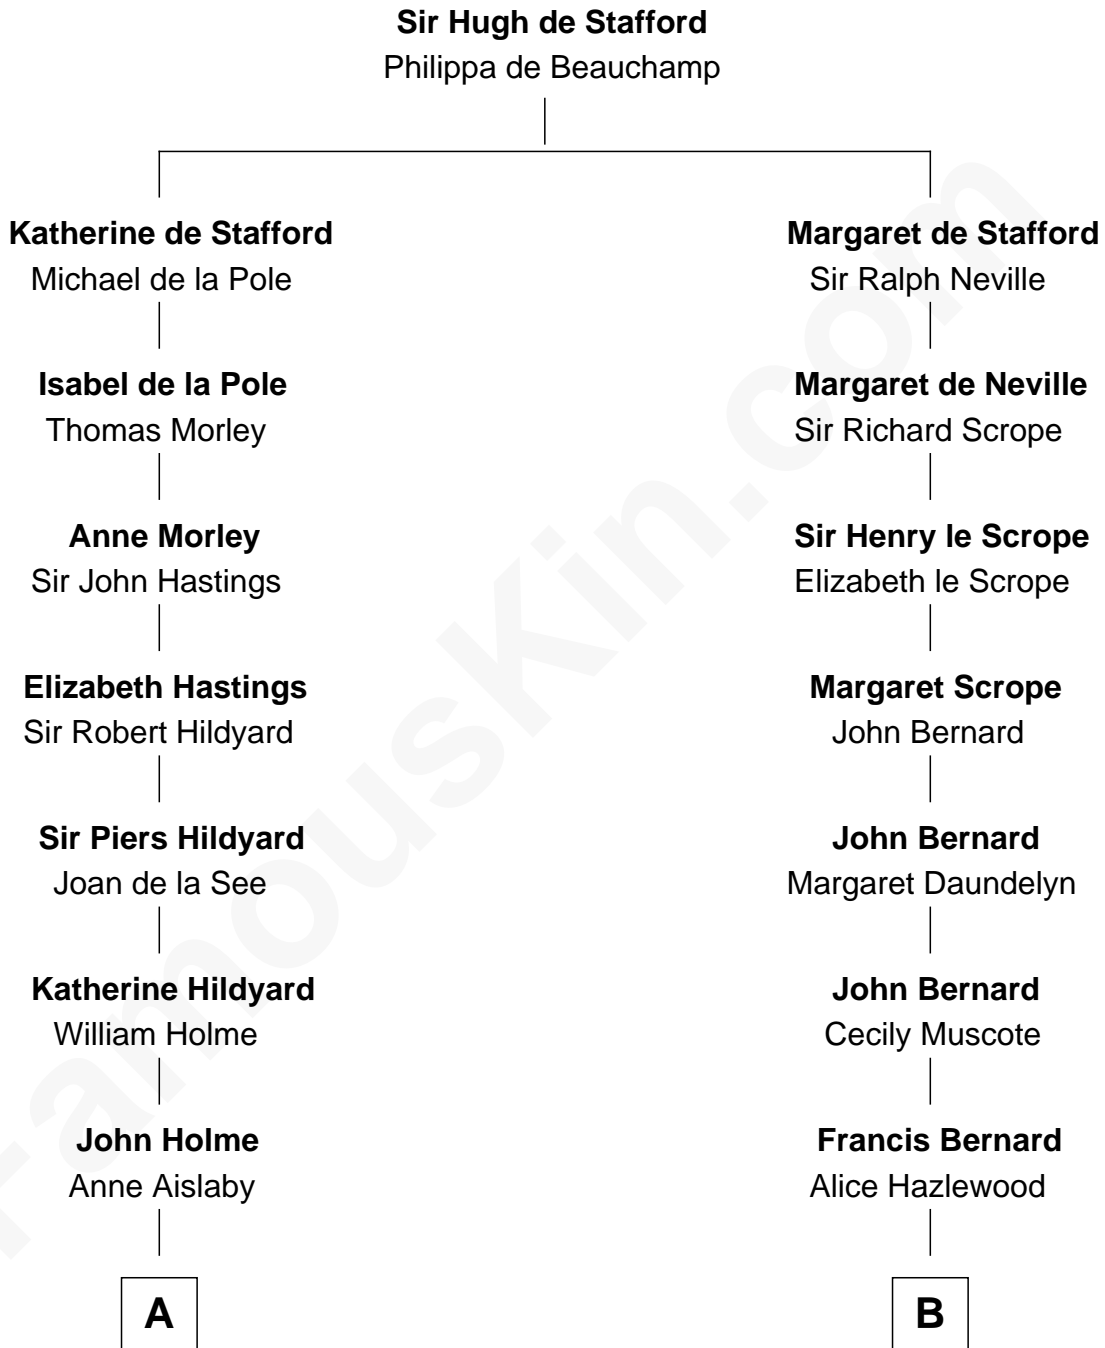 Sir Hugh de Stafford
Philippa de Beauchamp
Katherine de Stafford
Michael de la Pole
Margaret de Stafford
Sir Ralph Neville
Isabel de la Pole
Thomas Morley
Margaret de Neville
Sir Richard Scrope
Anne Morley
Sir John Hastings
Sir Henry le Scrope
Elizabeth le Scrope
Elizabeth Hastings
Sir Robert Hildyard
Margaret Scrope
John Bernard
Sir Piers Hildyard
Joan de la See
John Bernard
Margaret Daundelyn
Katherine Hildyard
William Holme
John Bernard
Cecily Muscote
John Holme
Anne Aislaby
Francis Bernard
Alice Hazlewood
A
B
FamousKin.com